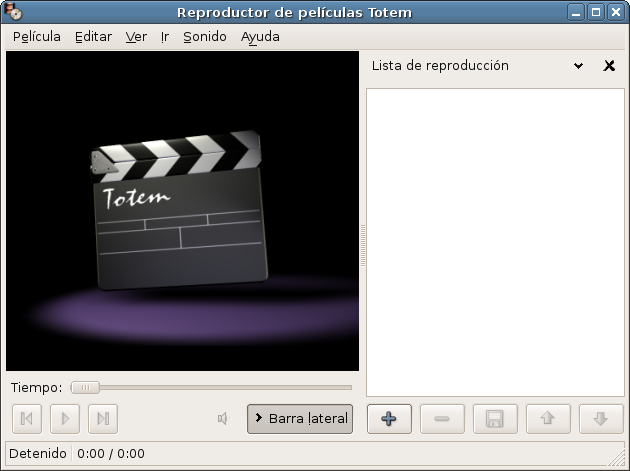 Reproductor de películas Totem
Película Editar Ver Ir Sonido Ayuda
Lista de reproducción
Totem
Tiempo:
Barra lateral
Detenido 0:00 / 0:00